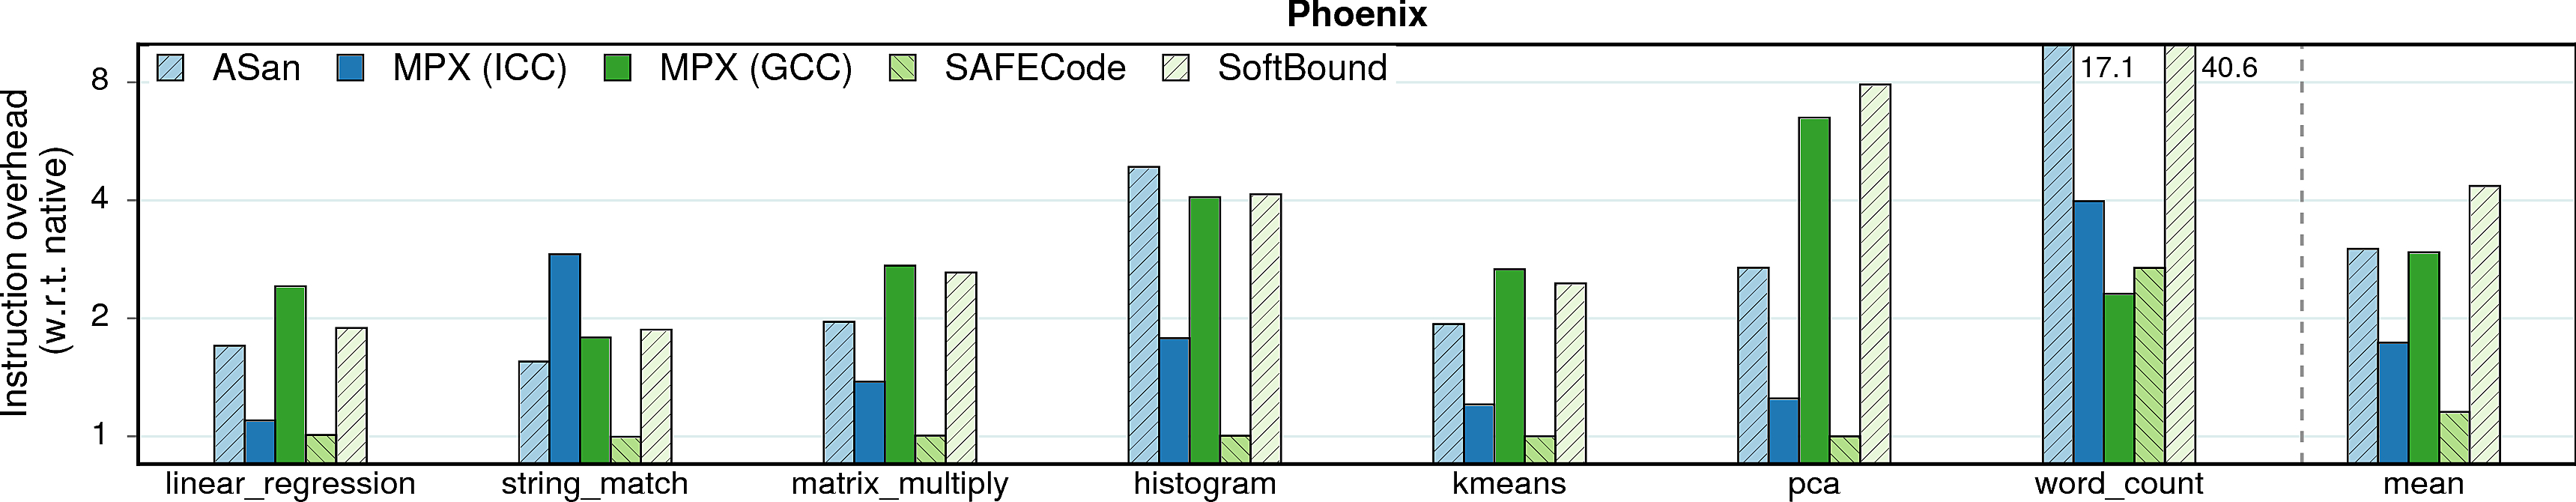 Phoenix
ASan MPX (ICC) MPX (GCC) SAFECode SoftBound
Instruction overhead
(w.r.t. native)
8
4
2
1
17.1 40.6
linear_regression string_match matrix_multiply histogram kmeans pca word_count mean